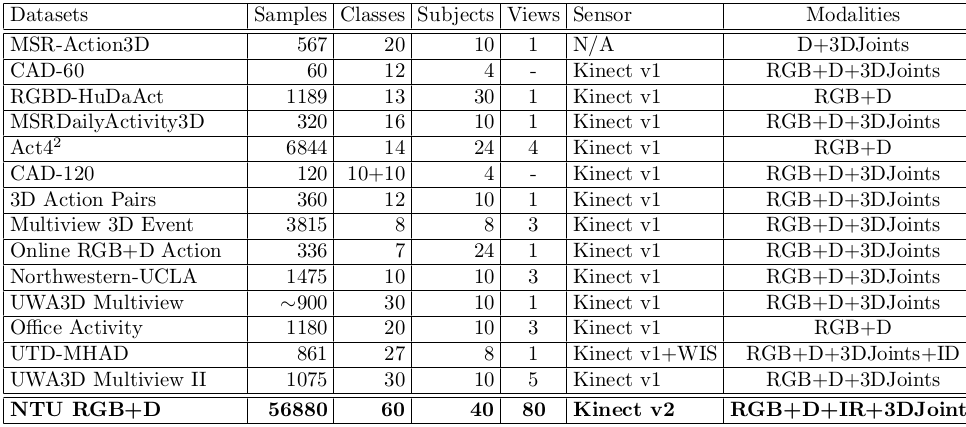 Datasets Samples Classes Subjects Views Sensor Modalities
MSR-Action3D 567 20 10 1 N/A D+3DJoints
CAD-60 60 12 4 - Kinect v1 RGB+D+3DJoints
RGBD-HuDaAct 1189 13 30 1 Kinect v1 RGB+D
MSRDailyActivity3D 320 16 10 1 Kinect v1 RGB+D+3DJoints
Act4² 6844 14 24 4 Kinect v1 RGB+D
CAD-120 120 10+10 4 - Kinect v1 RGB+D+3DJoints
3D Action Pairs 360 12 10 1 Kinect v1 RGB+D+3DJoints
Multiview 3D Event 3815 8 8 3 Kinect v1 RGB+D+3DJoints
Online RGB+D Action 336 7 24 1 Kinect v1 RGB+D+3DJoints
Northwestern-UCLA 1475 10 10 3 Kinect v1 RGB+D+3DJoints
UWA3D Multiview ~900 30 10 1 Kinect v1 RGB+D+3DJoints
Office Activity 1180 20 10 3 Kinect v1 RGB+D
UTD-MHAD 861 27 8 1 Kinect v1+WIS RGB+D+3DJoints+ID
UWA3D Multiview II 1075 30 10 5 Kinect v1 RGB+D+3DJoints
NTU RGB+D 56880 60 40 80 Kinect v2 RGB+D+IR+3DJoint